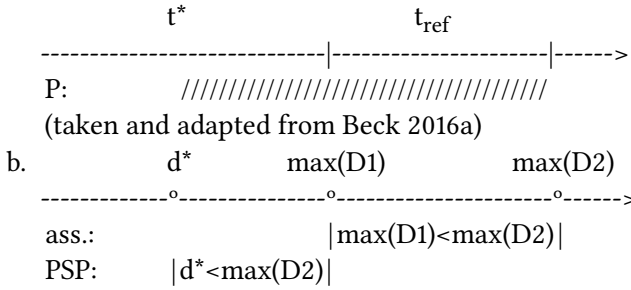 t* t_ref
-----------------------------|----------------------|------>
P: ///////////////////////////////////////
(taken and adapted from Beck 2016a)
b. d* max(D1) max(D2)
-------------º---------------º-----------------------º------>
ass.: |max(D1)<max(D2)|
PSP: |d*<max(D2)|